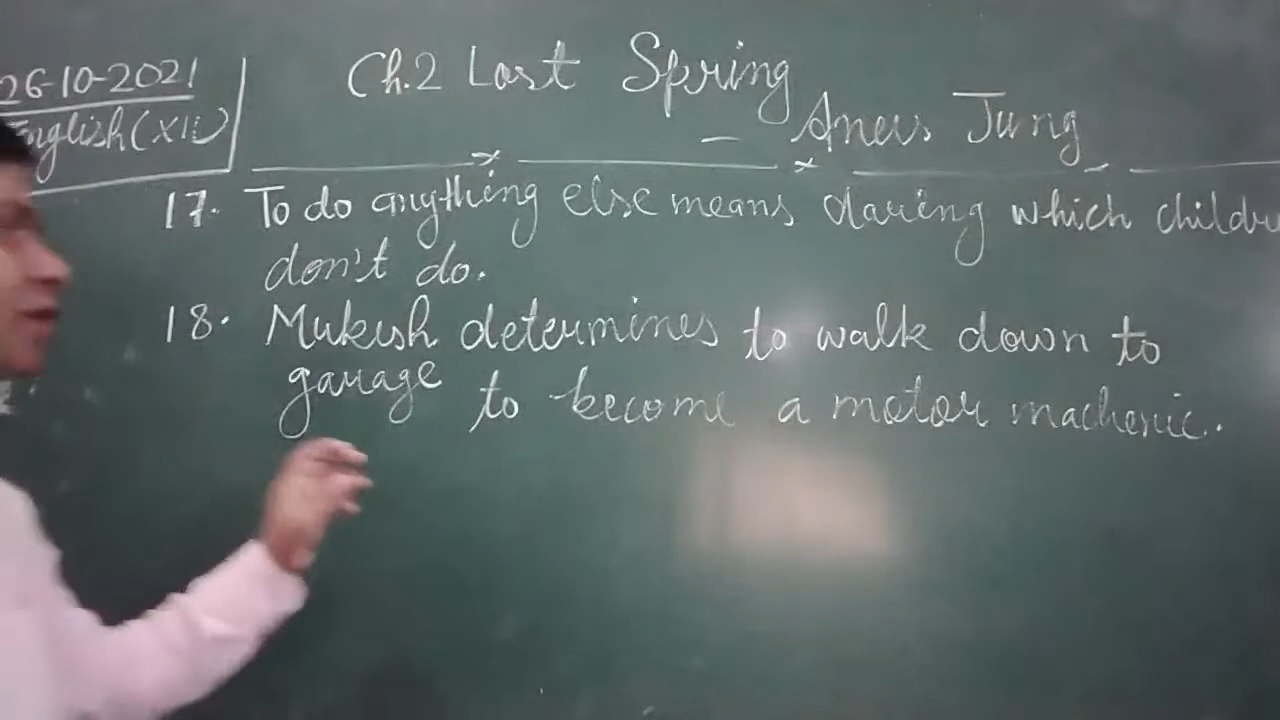 26-10-2021
English (XII)
Ch.2 Lost Spring
- Anees Jung
17. To do anything else means daring which childre
don't do.
18. Mukesh determines to walk down to
garage to become a motor machenic.